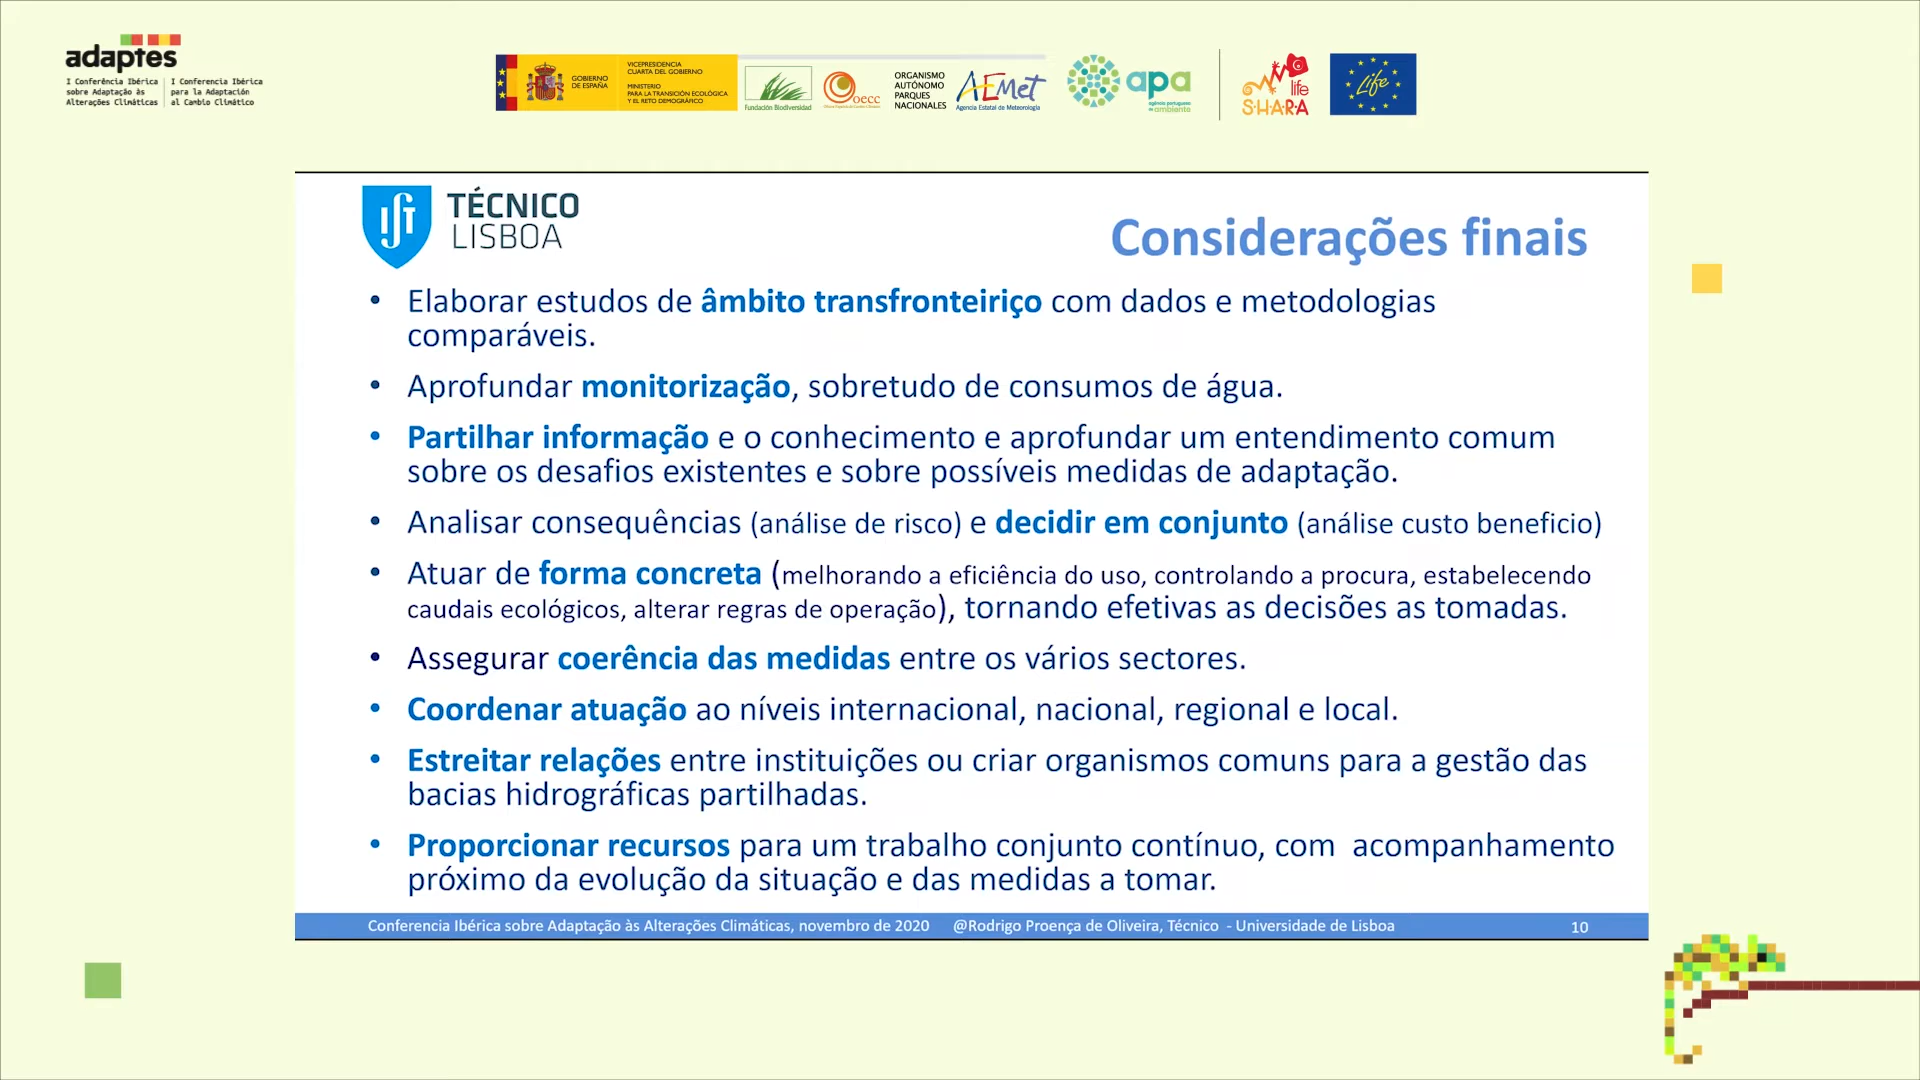 adaptes
I Conferência Ibérica
sobre Adaptação às
Alterações Climáticas
I Conferencia Ibérica
para la Adaptación
al Cambio Climático
GOBIERNO
DE ESPAÑA
VICEPRESIDENCIA
CUARTA DEL GOBIERNO
MINISTERIO
PARA LA TRANSICIÓN ECOLÓGICA
Y EL RETO DEMOGRÁFICO
Fundación Biodiversidad
oecc
ORGANISMO
AUTÓNOMO
PARQUES
NACIONALES
AEMet
Agencia Estatal de Meteorología
apa
agência portuguesa
do ambiente
life
S·H·A·R·A
Life
TÉCNICO
LISBOA
Considerações finais
• Elaborar estudos de âmbito transfronteiriço com dados e metodologias
comparáveis.
• Aprofundar monitorização, sobretudo de consumos de água.
• Partilhar informação e o conhecimento e aprofundar um entendimento comum
sobre os desafios existentes e sobre possíveis medidas de adaptação.
• Analisar consequências (análise de risco) e decidir em conjunto (análise custo beneficio)
• Atuar de forma concreta (melhorando a eficiência do uso, controlando a procura, estabelecendo
caudais ecológicos, alterar regras de operação), tornando efetivas as decisões as tomadas.
• Assegurar coerência das medidas entre os vários sectores.
• Coordenar atuação ao níveis internacional, nacional, regional e local.
• Estreitar relações entre instituições ou criar organismos comuns para a gestão das
bacias hidrográficas partilhadas.
• Proporcionar recursos para um trabalho conjunto contínuo, com acompanhamento
próximo da evolução da situação e das medidas a tomar.
Conferencia Ibérica sobre Adaptação às Alterações Climáticas, novembro de 2020 @Rodrigo Proença de Oliveira, Técnico - Universidade de Lisboa 10